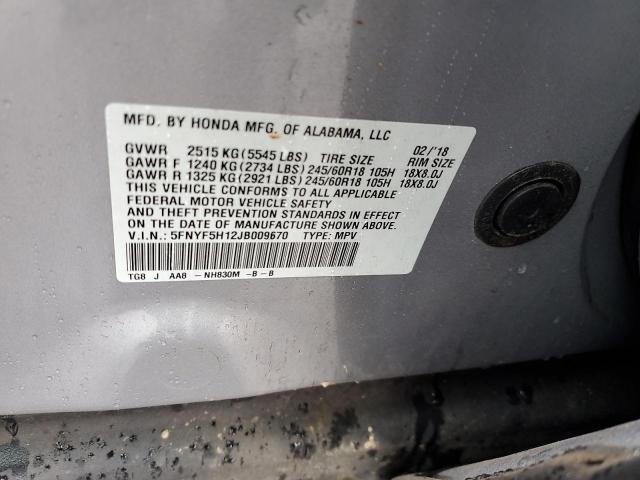 MFD. BY HONDA MFG. OF ALABAMA, LLC
GVWR 2515 KG (5545 LBS) TIRE SIZE 02/'18 RIM SIZE
GAWR F 1240 KG (2734 LBS) 245/60R18 105H 18X8.0J
GAWR R 1325 KG (2921 LBS) 245/60R18 105H 18X8.0J
THIS VEHICLE CONFORMS TO ALL APPLICABLE
FEDERAL MOTOR VEHICLE SAFETY
AND THEFT PREVENTION STANDARDS IN EFFECT
ON THE DATE OF MANUFACTURE SHOWN ABOVE.
V.I.N.: 5FNYF5H12JB009670 TYPE: MPV
TG8 J AA8 -NH830M -B -B